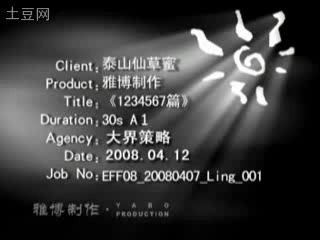 土豆网
Client: 泰山仙草蜜
Product: 雅博制作
Title: 《1234567篇》
Duration: 30s A1
Agency: 大界策略
Date: 2008.04.12
Job No: EFF08_20080407_Ling_001
雅博制作·YABO PRODUCTION